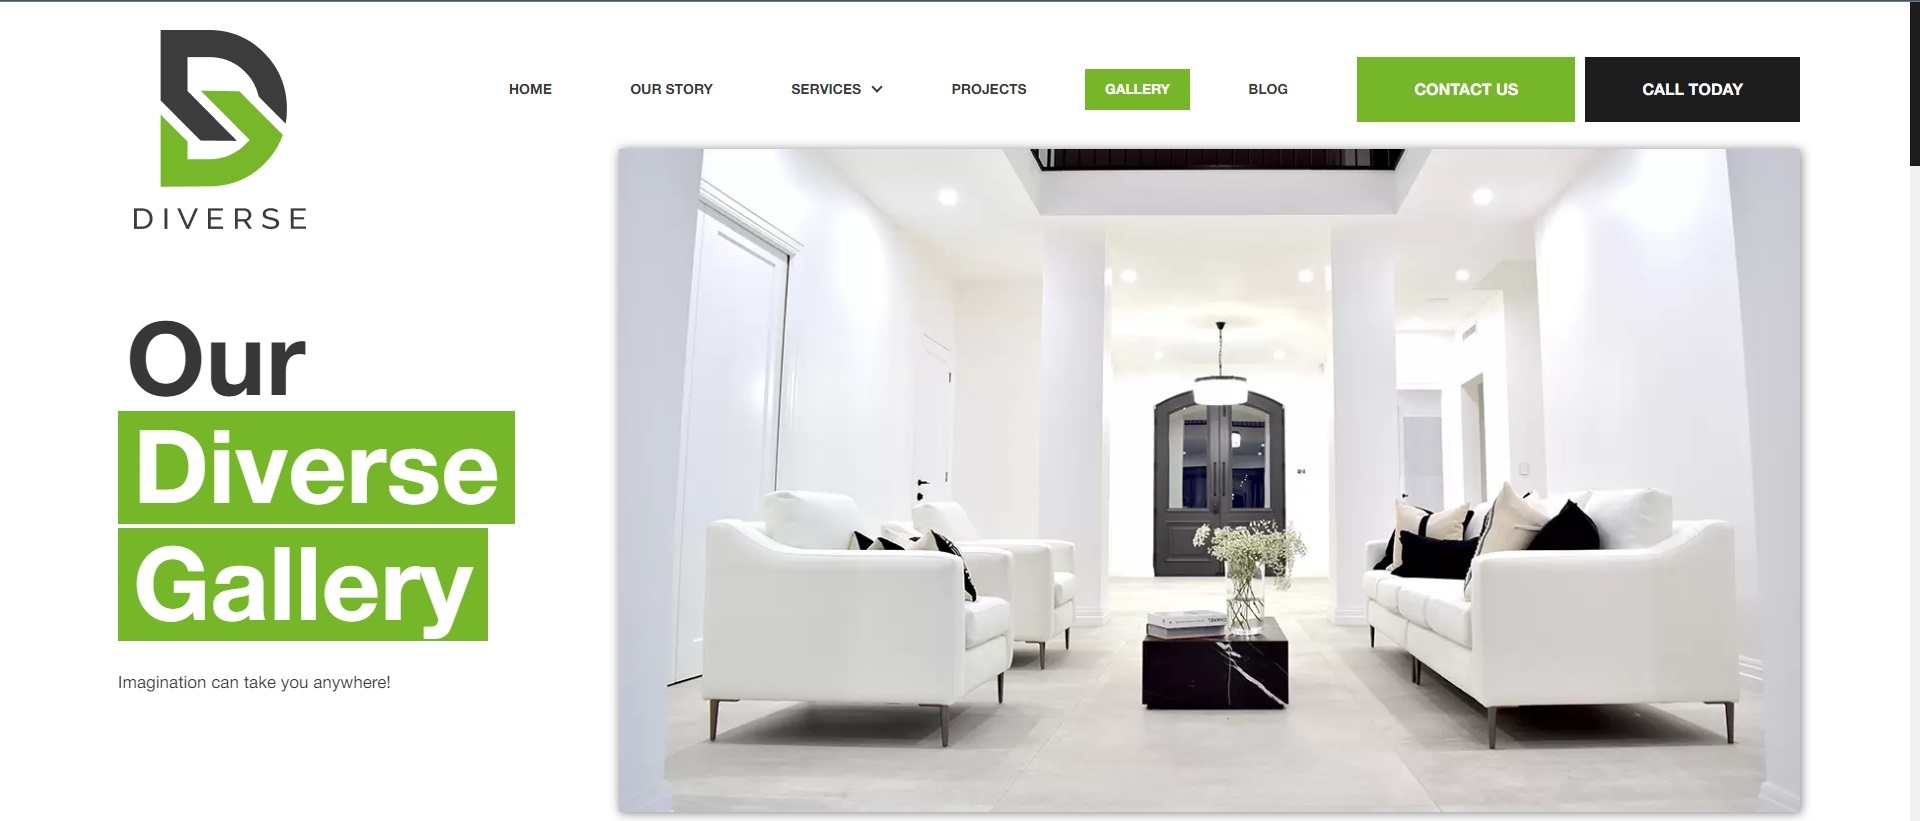 DIVERSE
HOME OUR STORY SERVICES PROJECTS GALLERY BLOG CONTACT US CALL TODAY
Our
Diverse
Gallery
Imagination can take you anywhere!